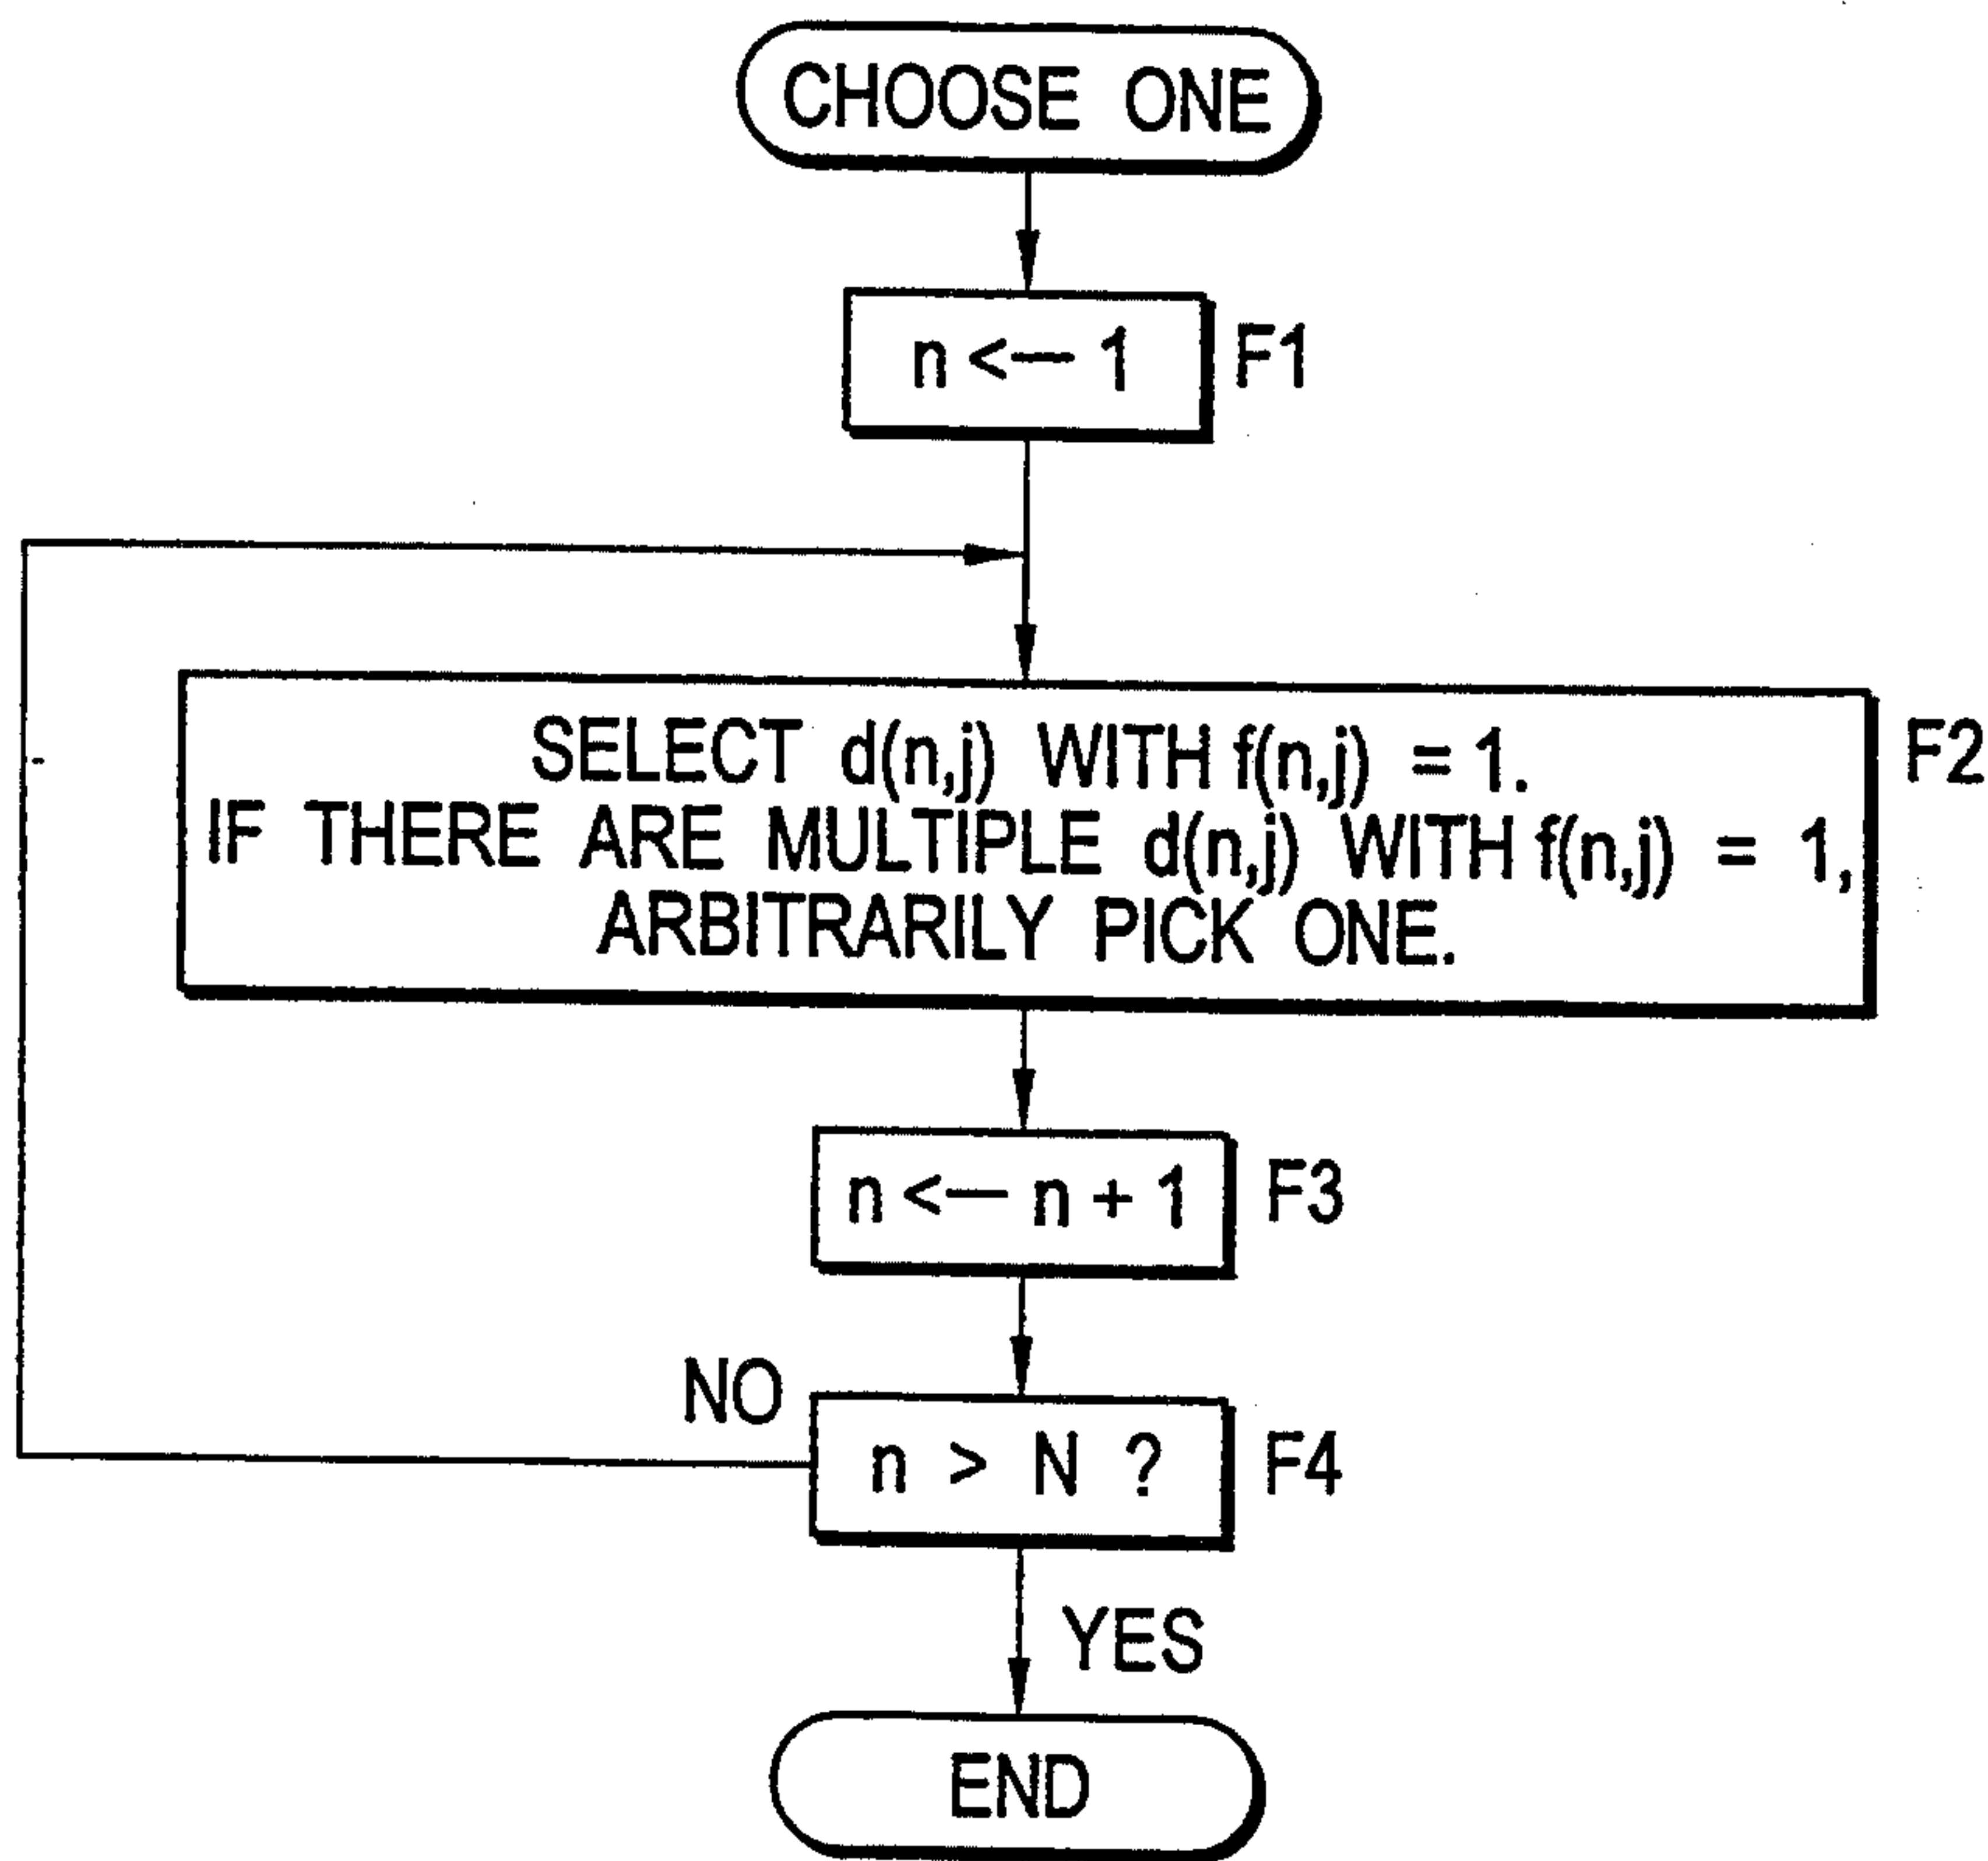 CHOOSE ONE
n <— 1
F1
SELECT d(n,j) WITH f(n,j) = 1.
F2
IF THERE ARE MULTIPLE d(n,j) WITH f(n,j) = 1,
ARBITRARILY PICK ONE.
n <— n + 1
F3
NO
n > N ?
F4
YES
END